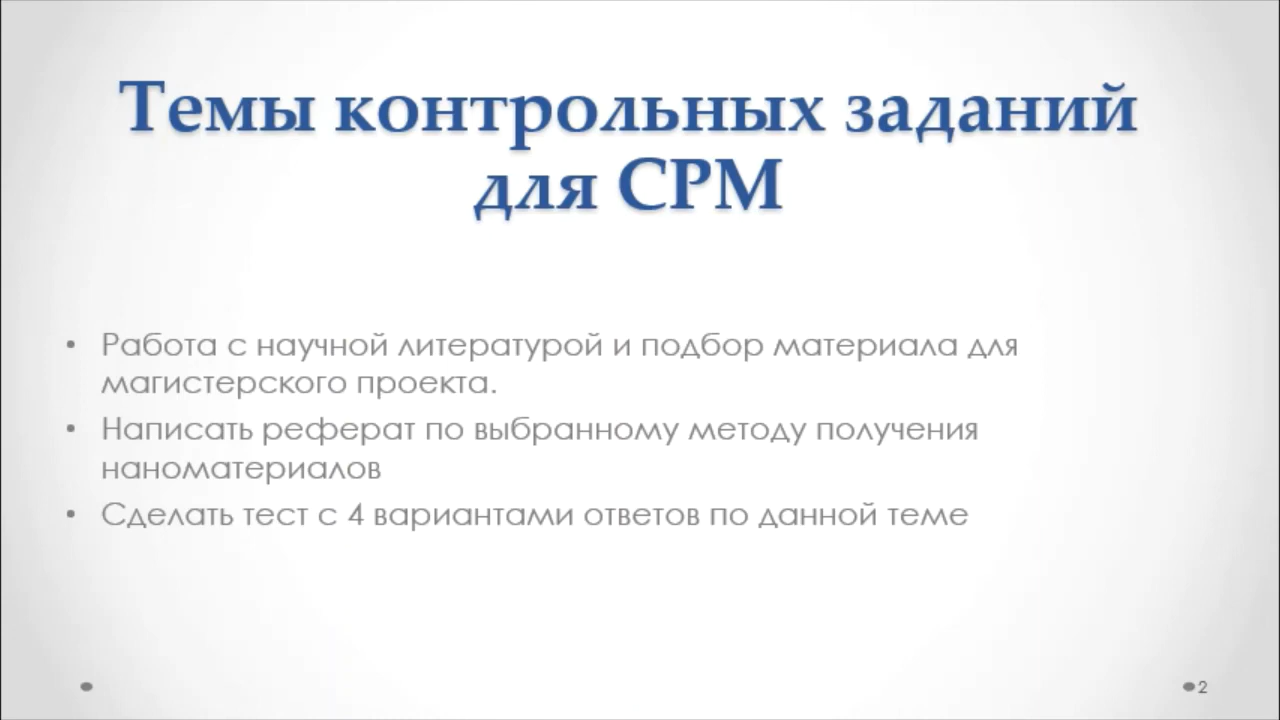 Темы контрольных заданий
для СРМ
• Работа с научной литературой и подбор материала для
магистерского проекта.
• Написать реферат по выбранному методу получения
наноматериалов
• Сделать тест с 4 вариантами ответов по данной теме
2